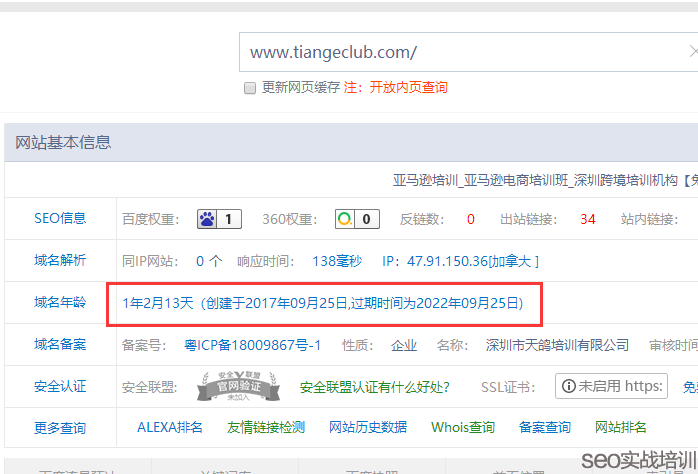 www.tiangeclub.com/
更新网页缓存 注：开放内页查询
网站基本信息
亚马逊培训_亚马逊电商培训班_深圳跨境培训机构【免
SEO信息 百度权重： 1 360权重： 0 反链数： 0 出站链接： 34 站内链接：
域名解析 同IP网站： 0 个 响应时间： 138毫秒 IP：47.91.150.36[加拿大 ]
域名年龄 1年2月13天（创建于2017年09月25日,过期时间为2022年09月25日)
域名备案 备案号： 粤ICP备18009867号-1 性质： 企业 名称： 深圳市天鸽培训有限公司 审核时间
安全认证 安全联盟： 安全联盟 官网验证 未加入 安全联盟认证有什么好处? SSL证书： 未启用 https: 免
更多查询 ALEXA排名 友情链接检测 网站历史数据 Whois查询 备案查询 网站排名
Seo实战培训